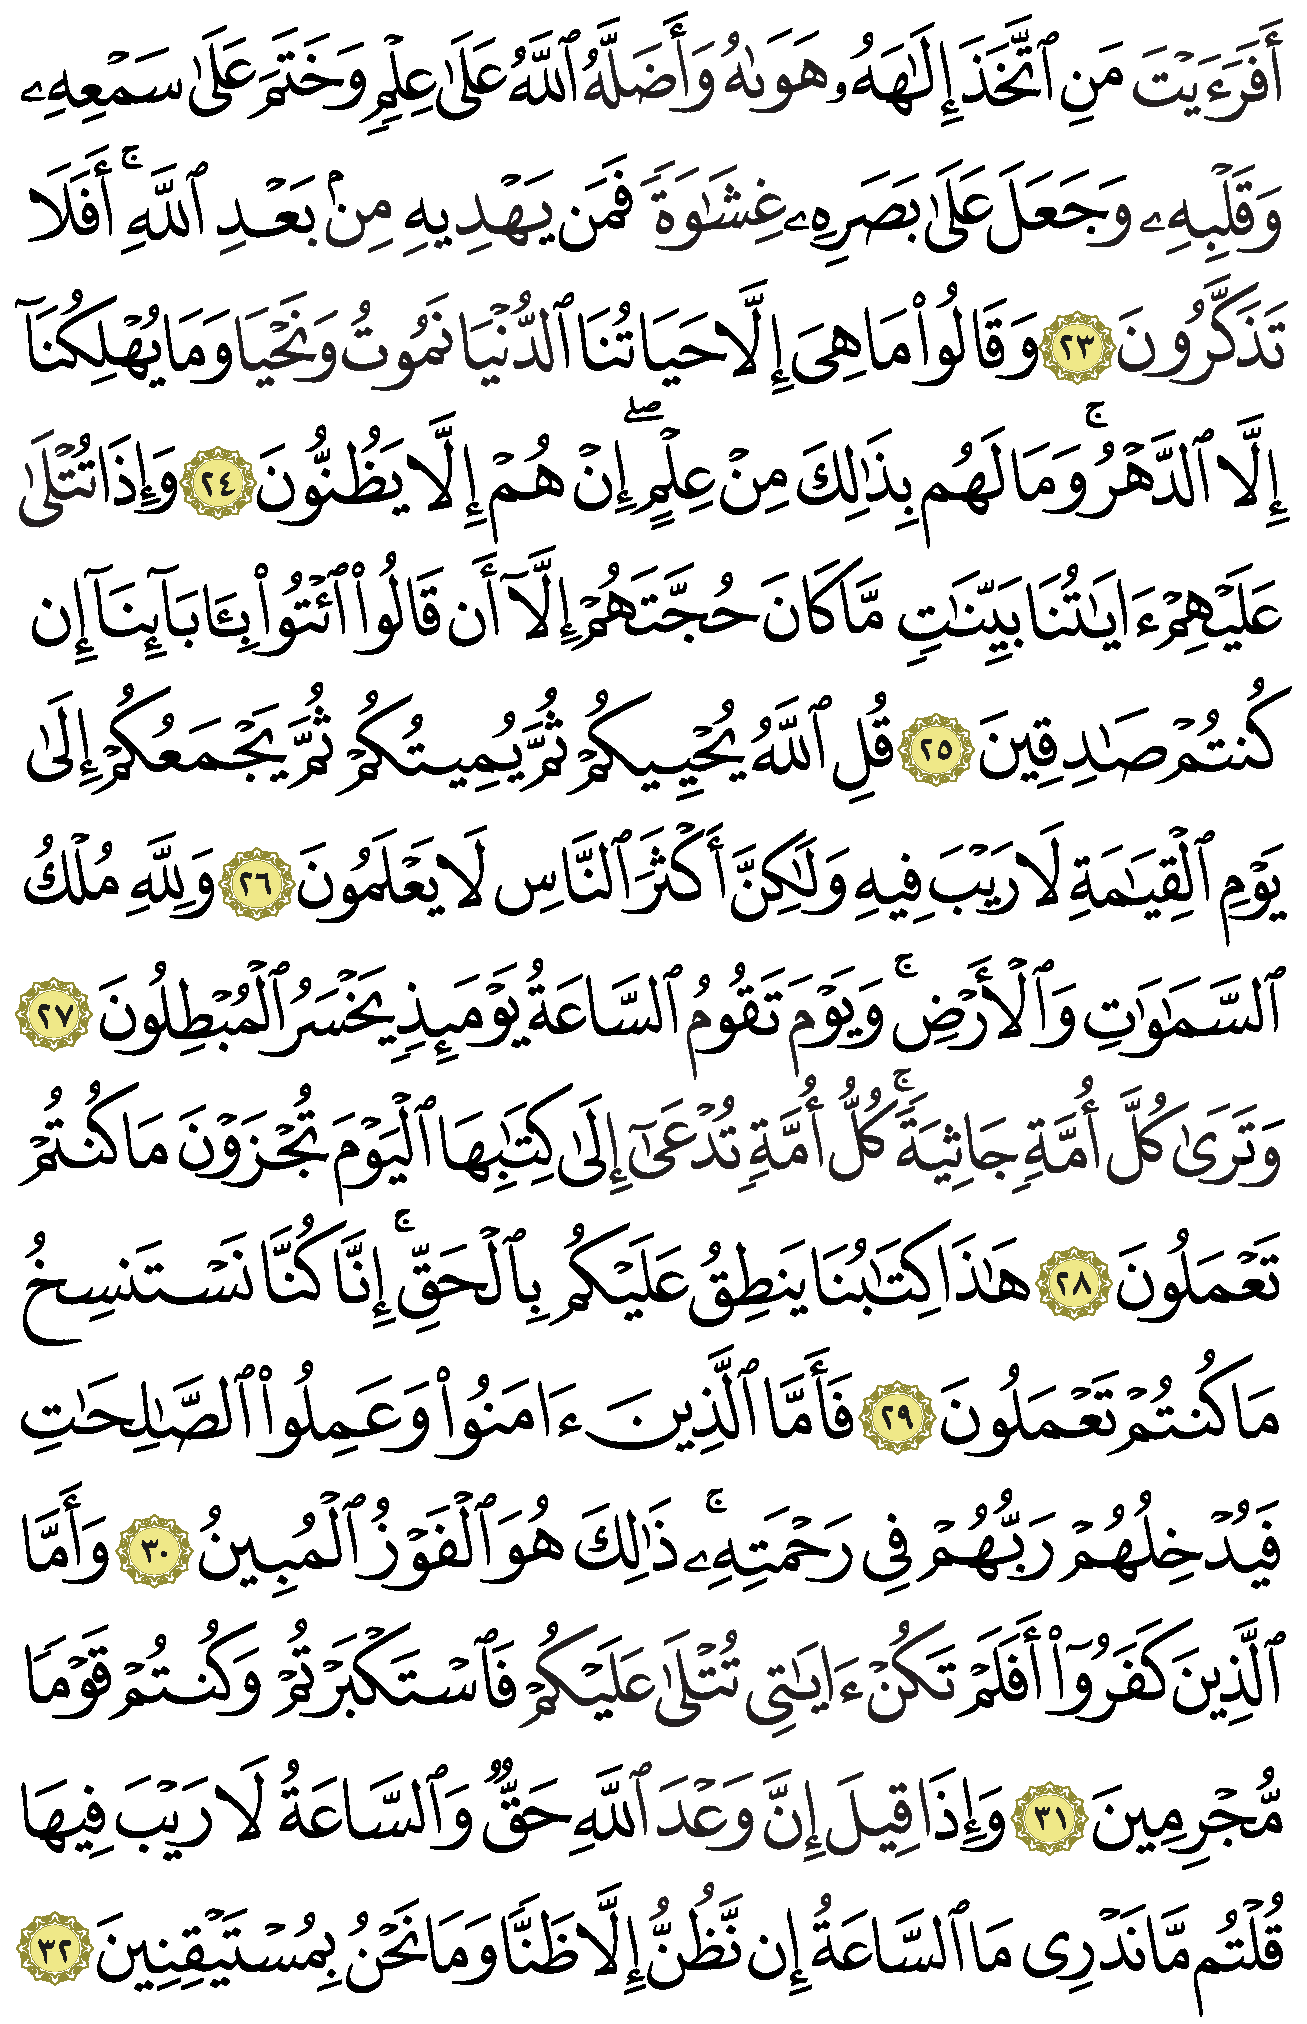 أَفَرَءَيۡتَ مَنِ ٱتَّخَذَ إِلَٰهَهُۥ هَوَىٰهُ وَأَضَلَّهُ ٱللَّهُ عَلَىٰ عِلۡمٖ وَخَتَمَ عَلَىٰ سَمۡعِهِۦ
وَقَلۡبِهِۦ وَجَعَلَ عَلَىٰ بَصَرِهِۦ غِشَٰوَةٗ فَمَن يَهۡدِيهِ مِنۢ بَعۡدِ ٱللَّهِۚ أَفَلَا
تَذَكَّرُونَ ٢٣ وَقَالُواْ مَا هِيَ إِلَّا حَيَاتُنَا ٱلدُّنۡيَا نَمُوتُ وَنَحۡيَا وَمَا يُهۡلِكُنَآ
إِلَّا ٱلدَّهۡرُۚ وَمَا لَهُم بِذَٰلِكَ مِنۡ عِلۡمٍۖ إِنۡ هُمۡ إِلَّا يَظُنُّونَ ٢٤ وَإِذَا تُتۡلَىٰ
عَلَيۡهِمۡ ءَايَٰتُنَا بَيِّنَٰتٖ مَّا كَانَ حُجَّتَهُمۡ إِلَّآ أَن قَالُواْ ٱئۡتُواْ بِـَٔابَآئِنَآ إِن
كُنتُمۡ صَٰدِقِينَ ٢٥ قُلِ ٱللَّهُ يُحۡيِيكُمۡ ثُمَّ يُمِيتُكُمۡ ثُمَّ يَجۡمَعُكُمۡ إِلَىٰ
يَوۡمِ ٱلۡقِيَٰمَةِ لَا رَيۡبَ فِيهِ وَلَٰكِنَّ أَكۡثَرَ ٱلنَّاسِ لَا يَعۡلَمُونَ ٢٦ وَلِلَّهِ مُلۡكُ
ٱلسَّمَٰوَٰتِ وَٱلۡأَرۡضِۚ وَيَوۡمَ تَقُومُ ٱلسَّاعَةُ يَوۡمَئِذٖ يَخۡسَرُ ٱلۡمُبۡطِلُونَ ٢٧
وَتَرَىٰ كُلَّ أُمَّةٖ جَاثِيَةٗۚ كُلُّ أُمَّةٖ تُدۡعَىٰٓ إِلَىٰ كِتَٰبِهَا ٱلۡيَوۡمَ تُجۡزَوۡنَ مَا كُنتُمۡ
تَعۡمَلُونَ ٢٨ هَٰذَا كِتَٰبُنَا يَنطِقُ عَلَيۡكُم بِٱلۡحَقِّۚ إِنَّا كُنَّا نَسۡتَنسِخُ
مَا كُنتُمۡ تَعۡمَلُونَ ٢٩ فَأَمَّا ٱلَّذِينَ ءَامَنُواْ وَعَمِلُواْ ٱلصَّٰلِحَٰتِ
فَيُدۡخِلُهُمۡ رَبُّهُمۡ فِي رَحۡمَتِهِۦۚ ذَٰلِكَ هُوَ ٱلۡفَوۡزُ ٱلۡمُبِينُ ٣٠ وَأَمَّا
ٱلَّذِينَ كَفَرُوٓاْ أَفَلَمۡ تَكُنۡ ءَايَٰتِي تُتۡلَىٰ عَلَيۡكُمۡ فَٱسۡتَكۡبَرۡتُمۡ وَكُنتُمۡ قَوۡمٗا
مُّجۡرِمِينَ ٣١ وَإِذَا قِيلَ إِنَّ وَعۡدَ ٱللَّهِ حَقّٞ وَٱلسَّاعَةُ لَا رَيۡبَ فِيهَا
قُلۡتُم مَّا نَدۡرِي مَا ٱلسَّاعَةُ إِن نَّظُنُّ إِلَّا ظَنّٗا وَمَا نَحۡنُ بِمُسۡتَيۡقِنِينَ ٣٢